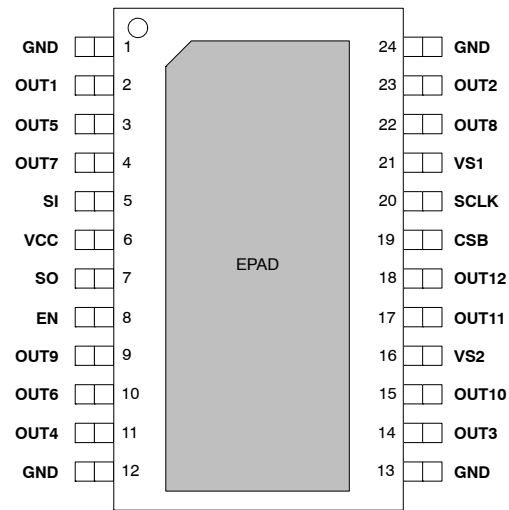 GND 1 24 GND
OUT1 2 23 OUT2
OUT5 3 22 OUT8
OUT7 4 21 VS1
SI 5 20 SCLK
VCC 6 19 CSB
EPAD
SO 7 18 OUT12
EN 8 17 OUT11
OUT9 9 16 VS2
OUT6 10 15 OUT10
OUT4 11 14 OUT3
GND 12 13 GND